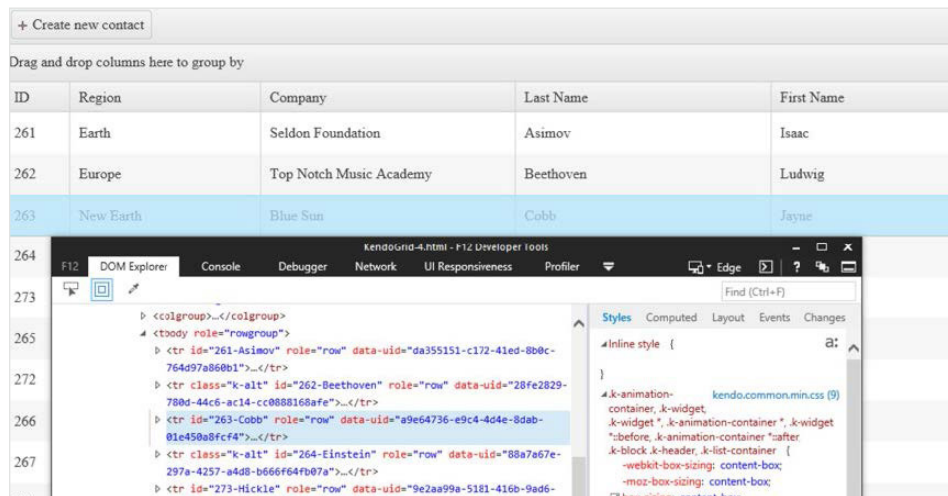 + Create new contact
Drag and drop columns here to group by
ID Region Company Last Name First Name
261 Earth Seldon Foundation Asimov Isaac
262 Europe Top Notch Music Academy Beethoven Ludwig
263 New Earth Blue Sun Cobb Jayne
264
273
265
272
266
267
KendoGrid-4.html - F12 Developer Tools
F12 DOM Explorer Console Debugger Network UI Responsiveness Profiler Edge ?
Find (Ctrl+F)
<colgroup>…</colgroup>
<tbody role="rowgroup">
<tr id="261-Asimov" role="row" data-uid="da355151-c172-41ed-8b0c-
764d97a860b1">…</tr>
<tr class="k-alt" id="262-Beethoven" role="row" data-uid="28fe2829-
780d-44c6-ac14-cc0888168afe">…</tr>
<tr id="263-Cobb" role="row" data-uid="a9e64736-e9c4-4d4e-8dab-
01e450a8fcf4">…</tr>
<tr class="k-alt" id="264-Einstein" role="row" data-uid="88a7a67e-
297a-4257-a4d8-b666f64fb07a">…</tr>
<tr id="273-Hickle" role="row" data-uid="9e2aa99a-5181-416b-9ad6-
Styles Computed Layout Events Changes
Inline style {
a:
}
.k-animation- kendo.common.min.css (9)
container, .k-widget,
.k-widget *, .k-animation-container *, .k-widget
*::before, .k-animation-container *::after,
.k-block .k-header, .k-list-container {
-webkit-box-sizing: content-box;
-moz-box-sizing: content-box;